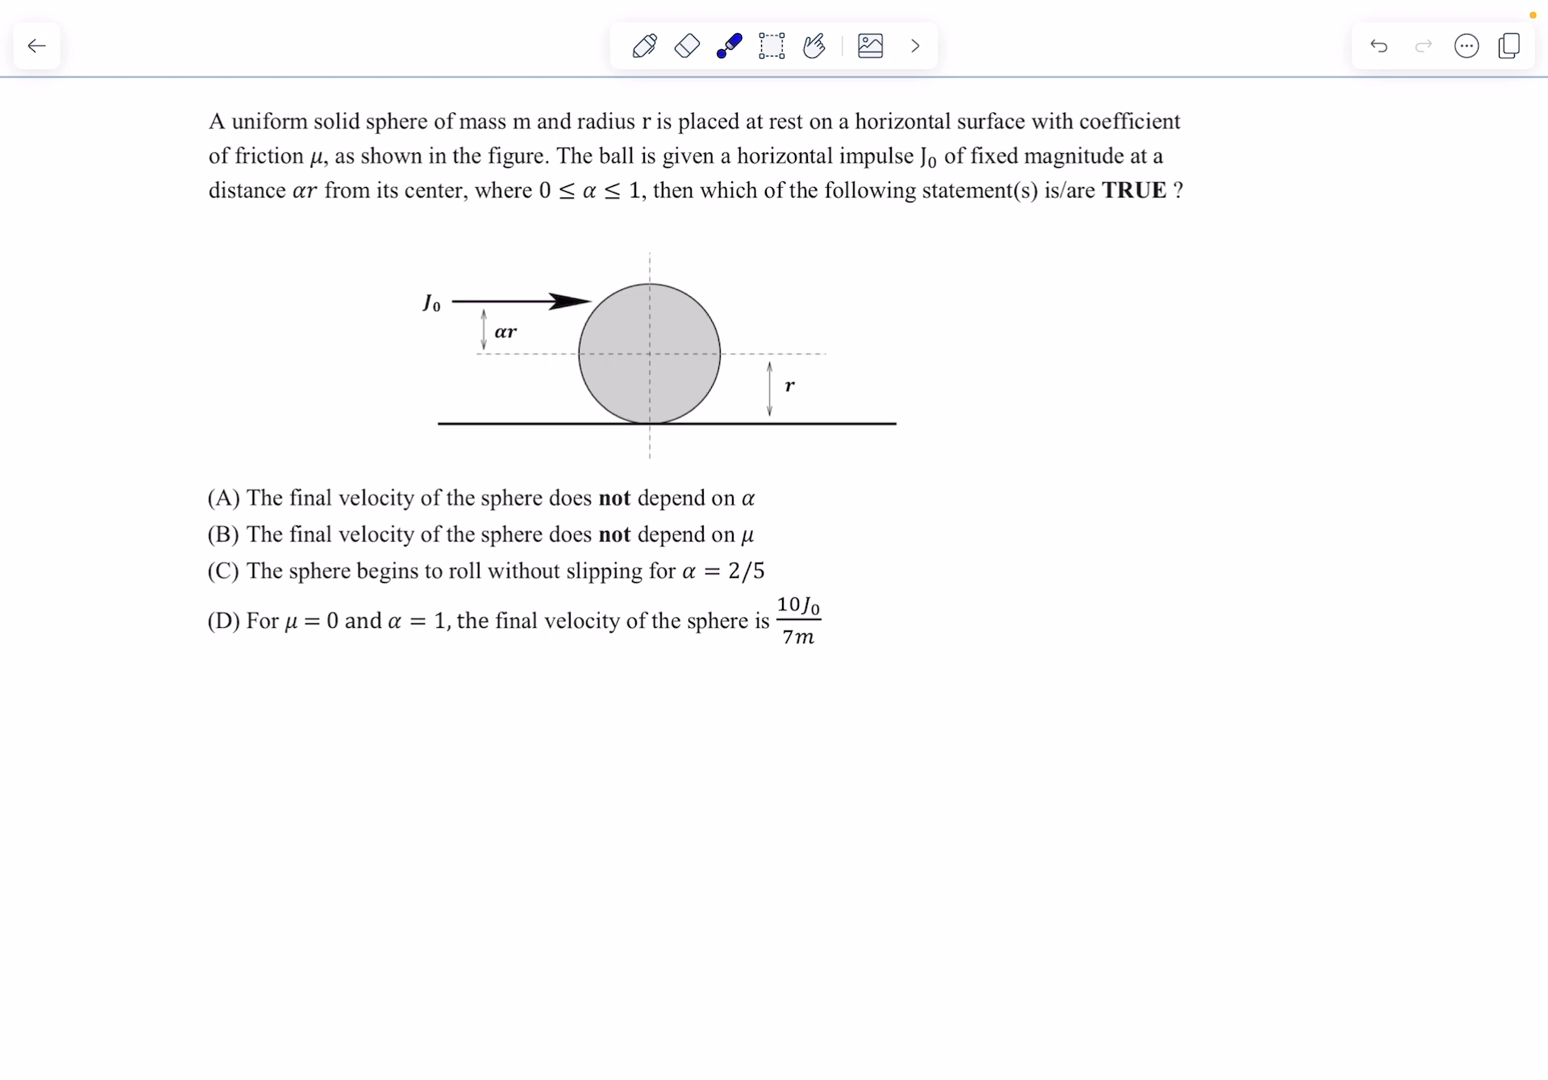 A uniform solid sphere of mass m and radius r is placed at rest on a horizontal surface with coefficient
of friction μ, as shown in the figure. The ball is given a horizontal impulse J₀ of fixed magnitude at a
distance αr from its center, where 0 ≤ α ≤ 1, then which of the following statement(s) is/are TRUE ?
J₀
αr
r
(A) The final velocity of the sphere does not depend on α
(B) The final velocity of the sphere does not depend on μ
(C) The sphere begins to roll without slipping for α = 2/5
(D) For μ = 0 and α = 1, the final velocity of the sphere is 10J₀/7m